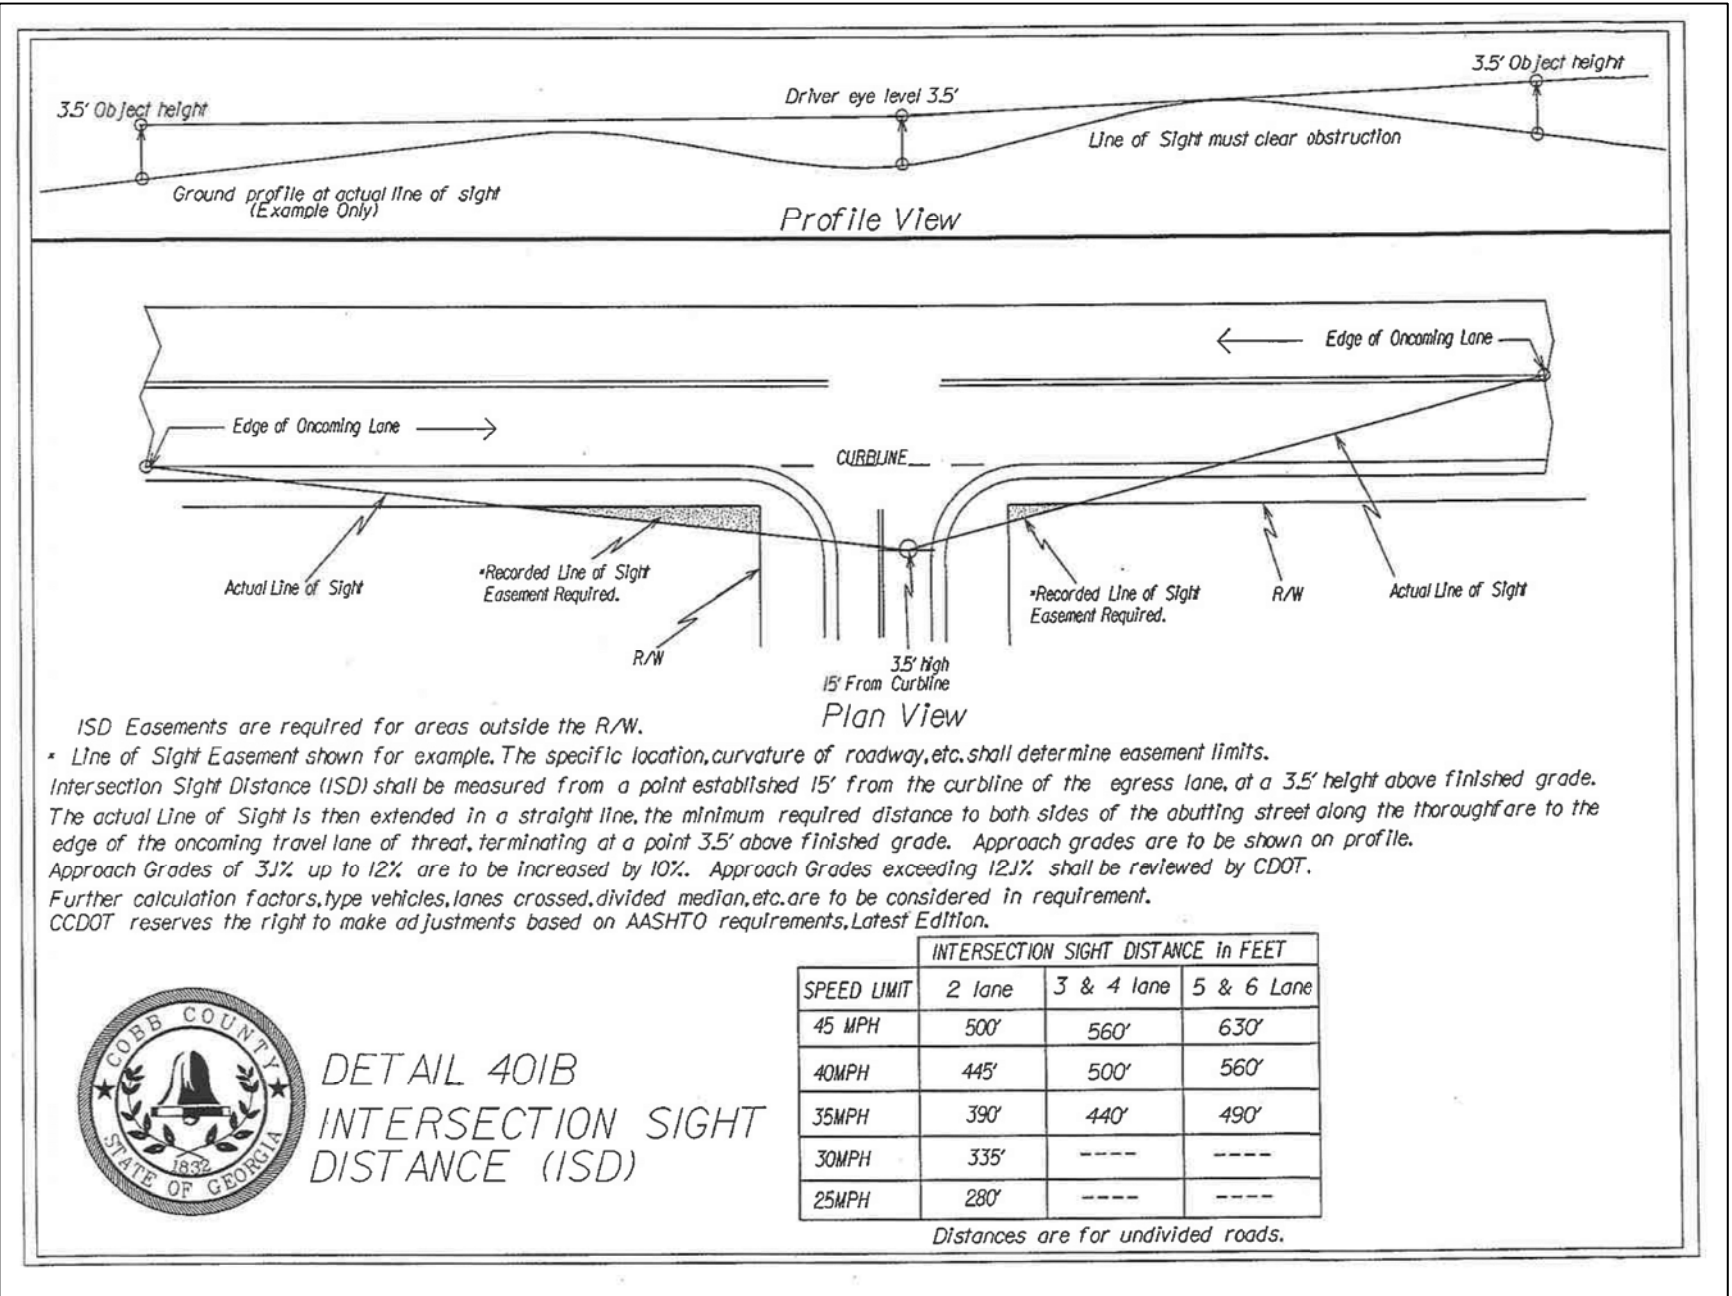 3.5' Object height
3.5' Object height
Driver eye level 3.5'
Line of Sight must clear obstruction
Ground profile at actual line of sight
(Example Only)
Profile View
Edge of Oncoming Lane
Edge of Oncoming Lane
CURBLINE
Actual Line of Sight
*Recorded Line of Sight
Easement Required.
R/W
3.5' high
15' From Curbline
*Recorded Line of Sight
Easement Required.
R/W
Actual Line of Sight
Plan View
ISD Easements are required for areas outside the R/W.
* Line of Sight Easement shown for example. The specific location, curvature of roadway, etc. shall determine easement limits.
Intersection Sight Distance (ISD) shall be measured from a point established 15' from the curbline of the egress lane, at a 3.5' height above finished grade.
The actual Line of Sight is then extended in a straight line, the minimum required distance to both sides of the abutting street along the thoroughfare to the
edge of the oncoming travel lane of threat, terminating at a point 3.5' above finished grade. Approach grades are to be shown on profile.
Approach Grades of 3.1% up to 12% are to be increased by 10%. Approach Grades exceeding 12.1% shall be reviewed by CDOT.
Further calculation factors, type vehicles, lanes crossed, divided median, etc. are to be considered in requirement.
CCDOT reserves the right to make adjustments based on AASHTO requirements, Latest Edition.
INTERSECTION SIGHT DISTANCE in FEET
SPEED LIMIT 2 lane 3 & 4 lane 5 & 6 Lane
45 MPH 500' 560' 630'
40MPH 445' 500' 560'
35MPH 390' 440' 490'
30MPH 335' ---- ----
25MPH 280' ---- ----
Distances are for undivided roads.
COBB COUNTY
1832
STATE OF GEORGIA
DETAIL 401B
INTERSECTION SIGHT
DISTANCE (ISD)